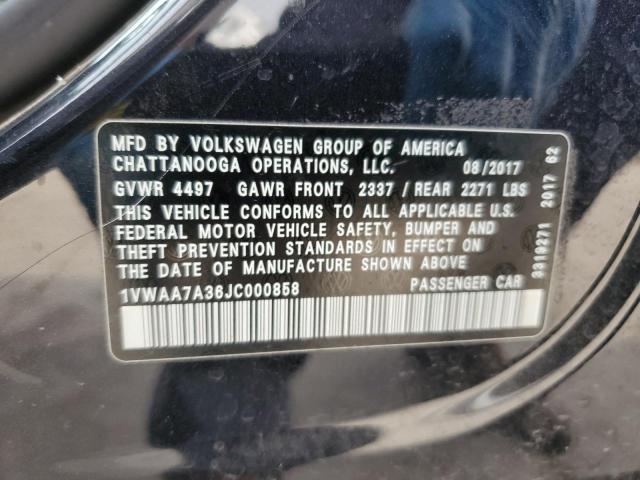 MFD BY VOLKSWAGEN GROUP OF AMERICA
CHATTANOOGA OPERATIONS, LLC. 08/2017
GVWR 4497 GAWR FRONT 2337 / REAR 2271 LBS
THIS VEHICLE CONFORMS TO ALL APPLICABLE U.S.
FEDERAL MOTOR VEHICLE SAFETY, BUMPER AND
THEFT PREVENTION STANDARDS IN EFFECT ON
THE DATE OF MANUFACTURE SHOWN ABOVE.
1VWAA7A36JC000858 PASSENGER CAR
3319271 2017 62